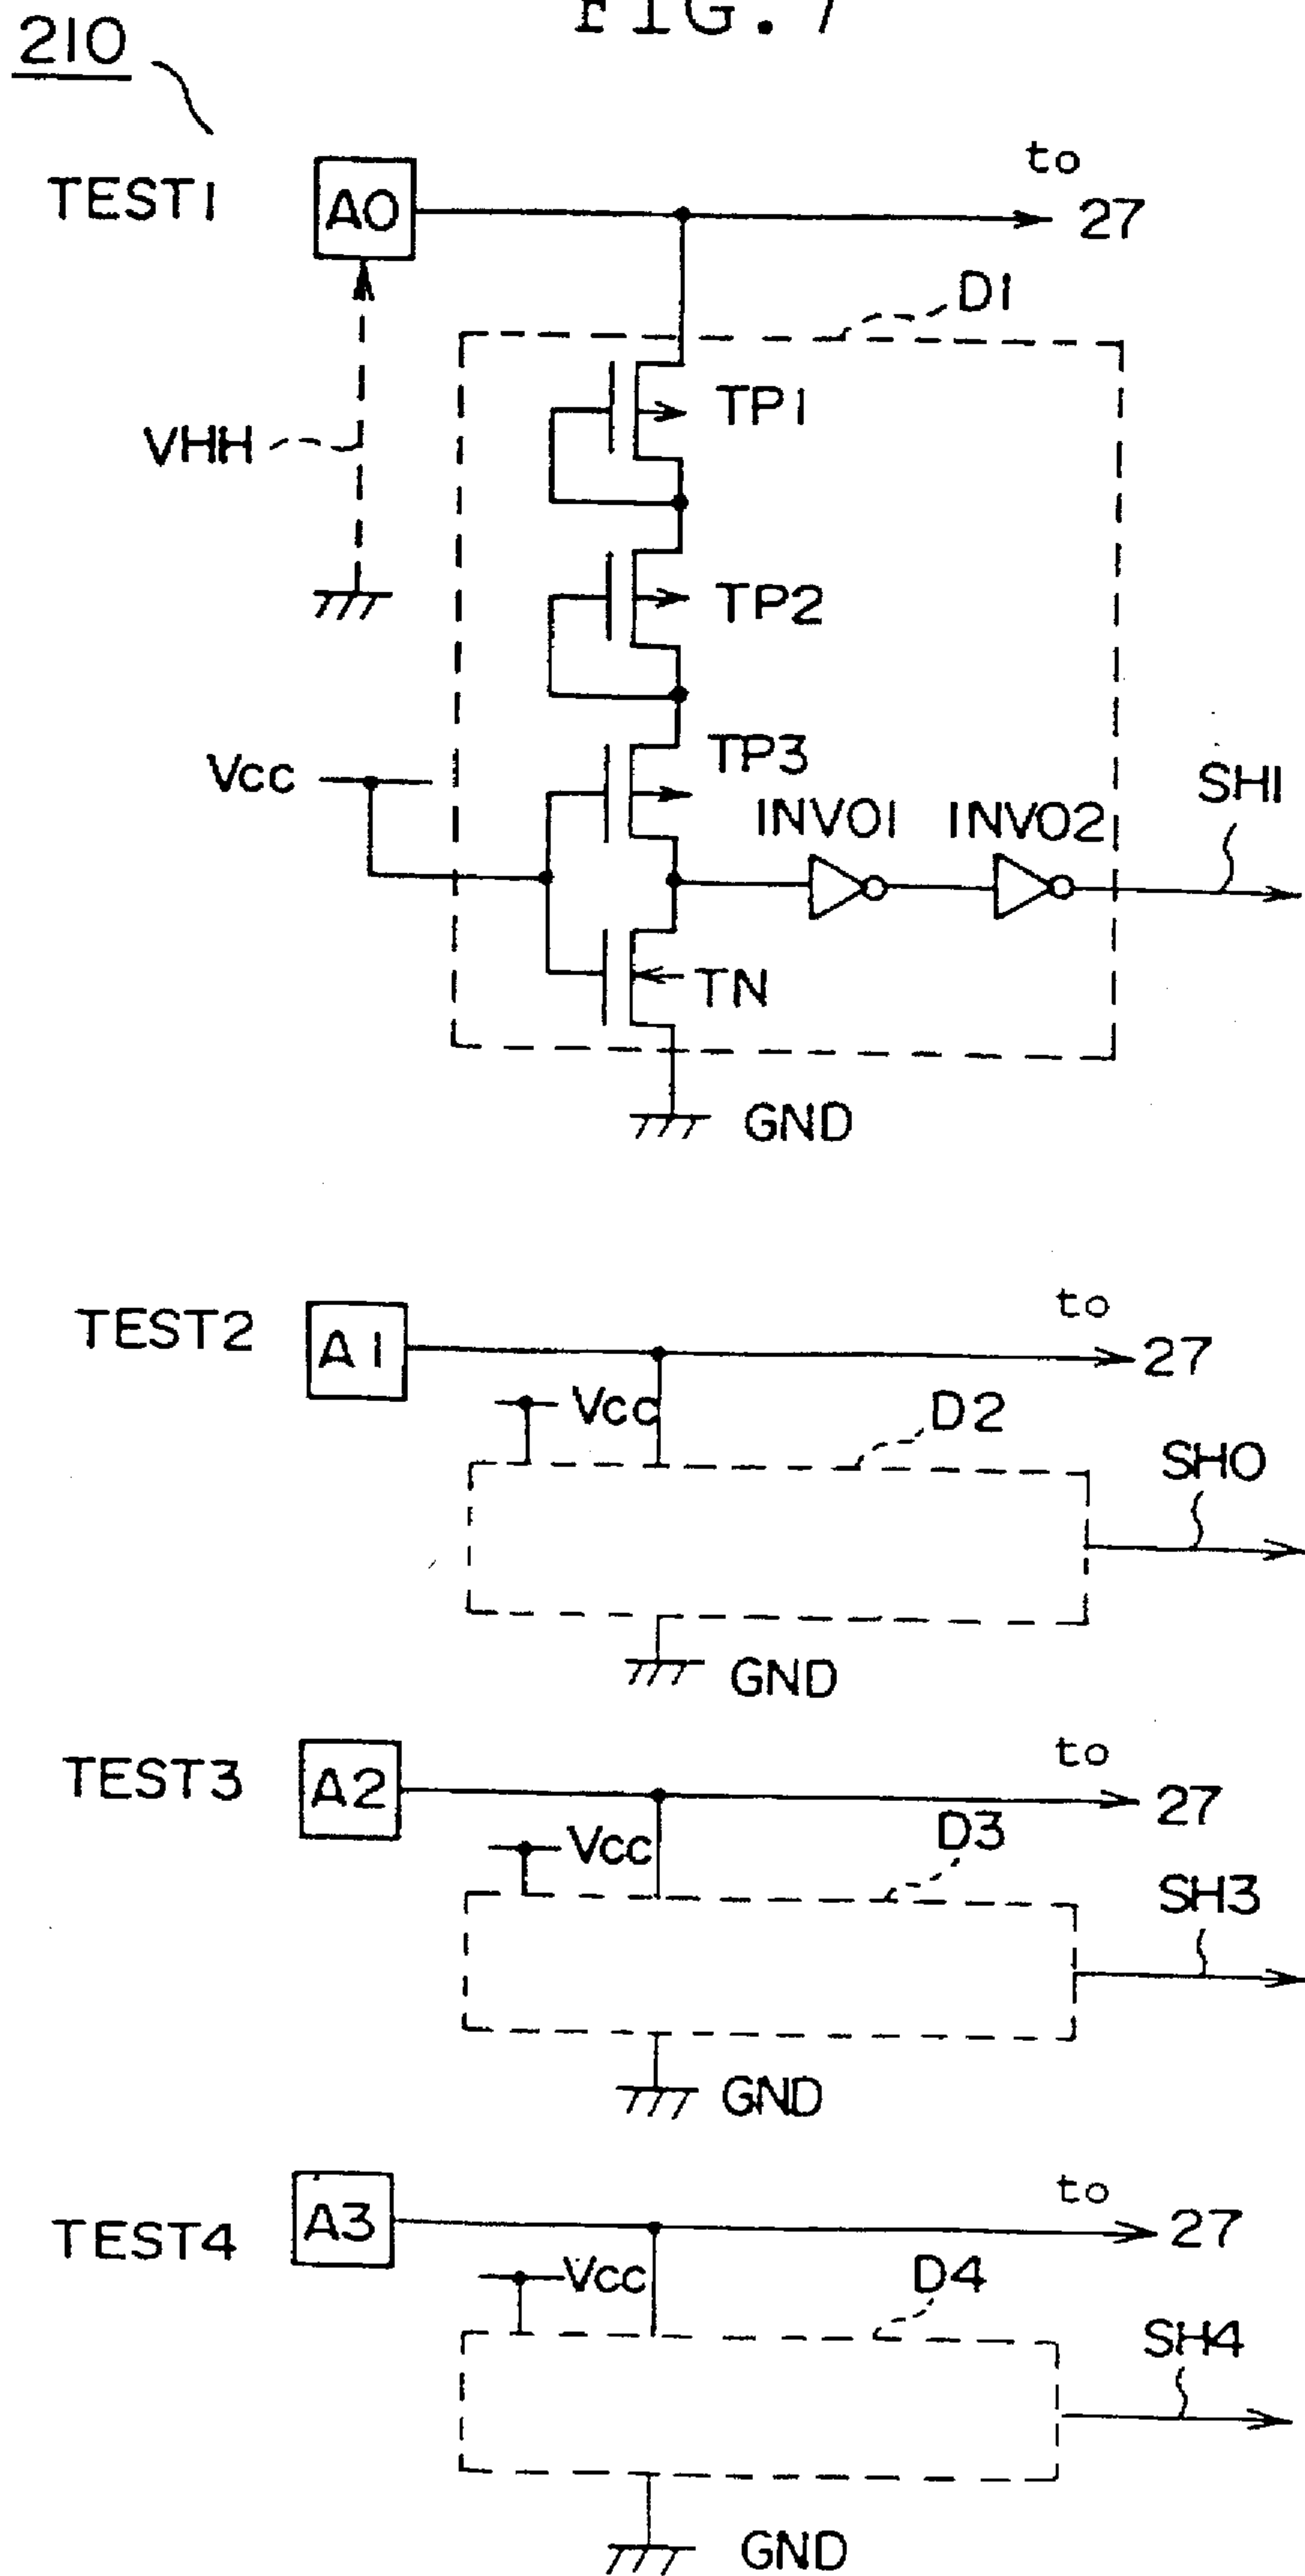 FIG. 7
210
TEST1
A0
to
27
D1
TP1
VHH
TP2
Vcc
TP3
INV01
INV02
SH1
TN
GND
TEST2
A1
to
27
Vcc
D2
SH0
GND
TEST3
A2
to
27
Vcc
D3
SH3
GND
TEST4
A3
to
27
Vcc
D4
SH4
GND